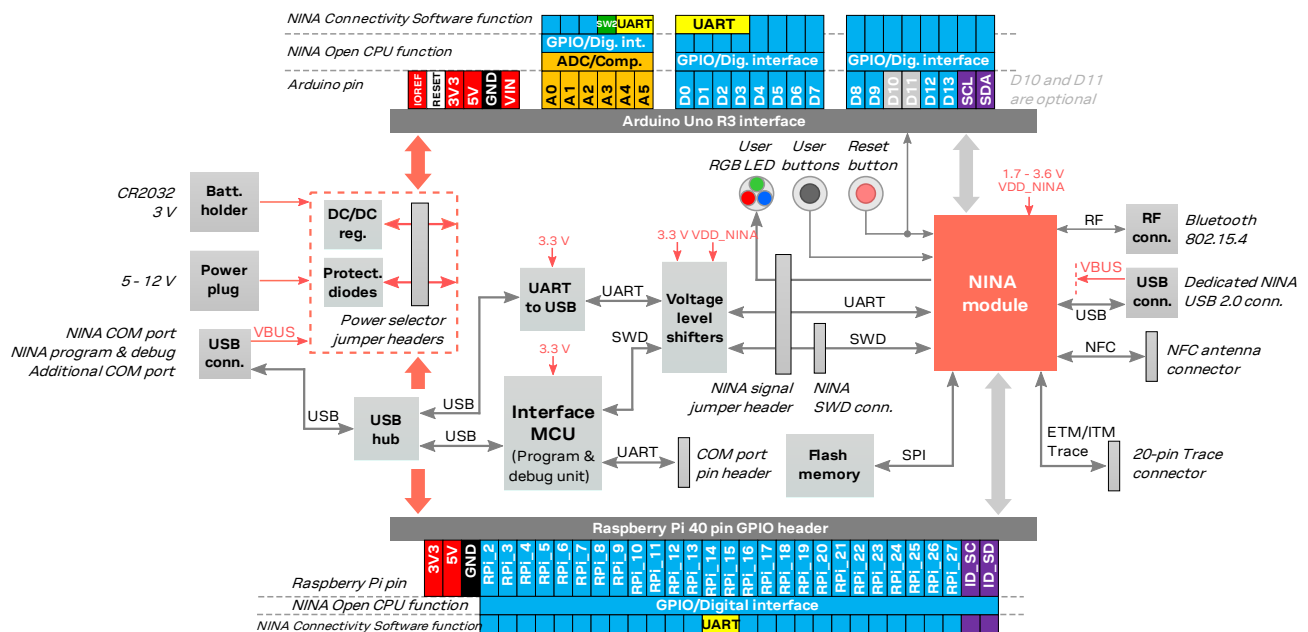 NINA Connectivity Software function
SW2 UART
UART
NINA Open CPU function
GPIO/Dig. int.
GPIO/Dig. interface
GPIO/Dig. interface
ADC/Comp.
Arduino pin
IOREF RESET 3V3 5V GND VIN
A0 A1 A2 A3 A4 A5
D0 D1 D2 D3 D4 D5 D6 D7
D8 D9 D10 D11 D12 D13 SCL SDA
D10 and D11
are optional
Arduino Uno R3 interface
User
RGB LED
User
buttons
Reset
button
1.7 - 3.6 V
VDD_NINA
CR2032
3 V
Batt.
holder
DC/DC
reg.
5 - 12 V
Power
plug
Protect.
diodes
Power selector
jumper headers
NINA COM port
NINA program & debug
Additional COM port
USB
conn.
VBUS
USB
USB
hub
USB
USB
3.3 V
UART
to USB
UART
SWD
3.3 V
Interface
MCU
(Program &
debug unit)
UART
COM port
pin header
3.3 V VDD_NINA
Voltage
level
shifters
UART
SWD
NINA signal
jumper header
NINA
SWD conn.
NINA
module
RF
RF
conn.
Bluetooth
802.15.4
VBUS
USB
USB
conn.
Dedicated NINA
USB 2.0 conn.
NFC
NFC antenna
connector
Flash
memory
SPI
ETM/ITM
Trace
20-pin Trace
connector
Raspberry Pi 40 pin GPIO header
Raspberry Pi pin
3V3 5V GND RPi_2 RPi_3 RPi_4 RPi_5 RPi_6 RPi_7 RPi_8 RPi_9 RPi_10 RPi_11 RPi_12 RPi_13 RPi_14 RPi_15 RPi_16 RPi_17 RPi_18 RPi_19 RPi_20 RPi_21 RPi_22 RPi_23 RPi_24 RPi_25 RPi_26 RPi_27 ID_SC ID_SD
NINA Open CPU function
GPIO/Digital interface
NINA Connectivity Software function
UART